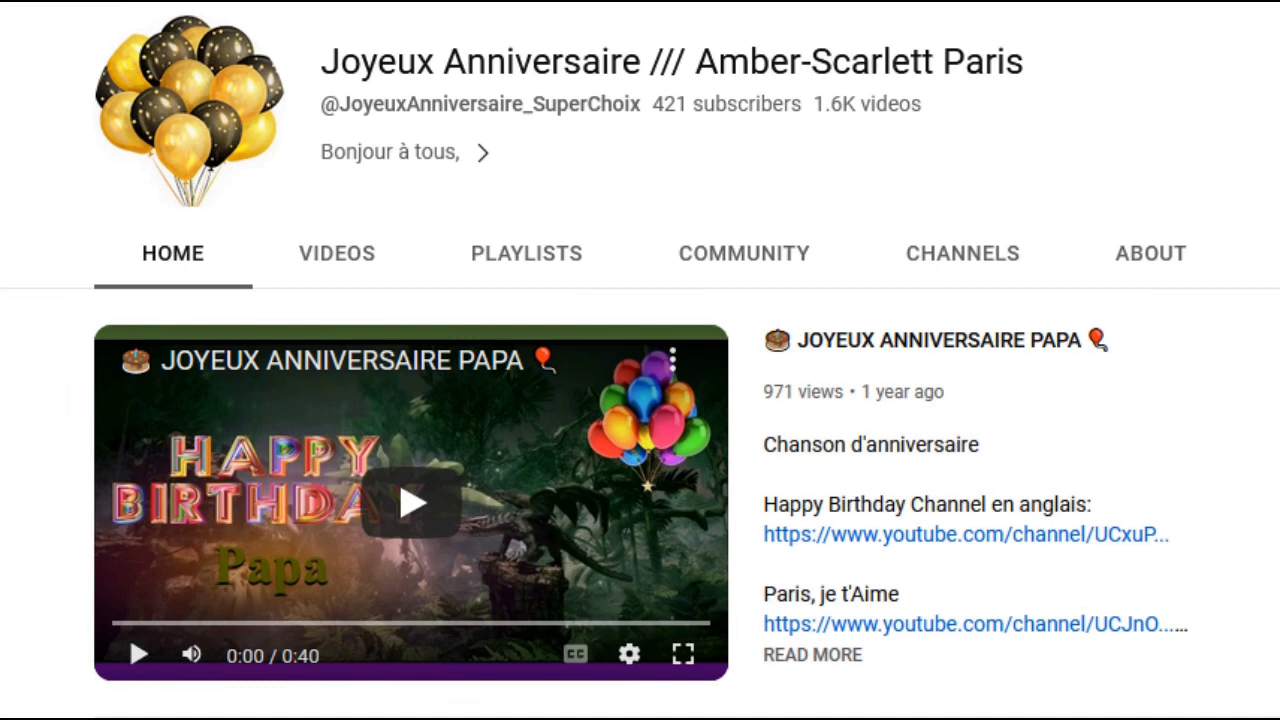 Joyeux Anniversaire /// Amber-Scarlett Paris
@JoyeuxAnniversaire_SuperChoix 421 subscribers 1.6K videos
Bonjour à tous,
HOME VIDEOS PLAYLISTS COMMUNITY CHANNELS ABOUT
JOYEUX ANNIVERSAIRE PAPA
HAPPY
BIRTHDAY
Papa
0:00 / 0:40
CC
JOYEUX ANNIVERSAIRE PAPA
971 views • 1 year ago
Chanson d'anniversaire
Happy Birthday Channel en anglais:
https://www.youtube.com/channel/UCxuP...
Paris, je t'Aime
https://www.youtube.com/channel/UCJnO......
READ MORE